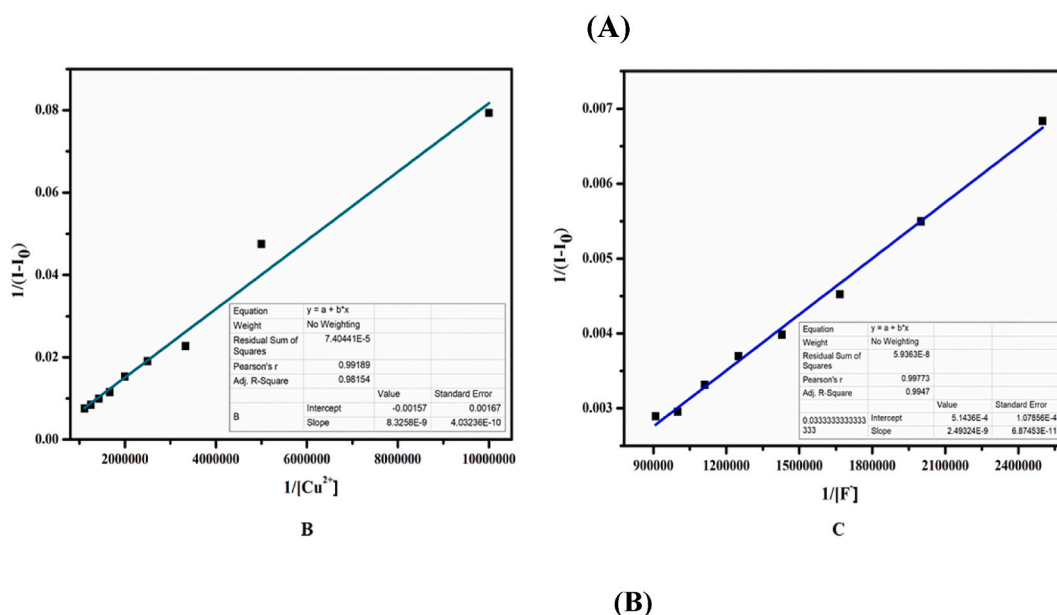 (A)
0.08
0.06
0.04
0.02
0.00
1/(I-I0)
Equation y = a + b*x
Weight No Weighting
Residual Sum of Squares 7.40441E-5
Pearson's r 0.99189
Adj. R-Square 0.98154
Value Standard Error
B Intercept -0.00157 0.00167
Slope 8.3258E-9 4.03236E-10
2000000 4000000 6000000 8000000 10000000
1/[Cu2+]
B
0.007
0.006
0.005
0.004
0.003
1/(I-I0)
Equation y = a + b*x
Weight No Weighting
Residual Sum of Squares 5.9363E-8
Pearson's r 0.99773
Adj. R-Square 0.9947
Value Standard Error
0.0333333333333333 Intercept 5.1436E-4 1.07856E-4
Slope 2.49324E-9 6.87453E-11
900000 1200000 1500000 1800000 2100000 2400000
1/[F-]
C
(B)